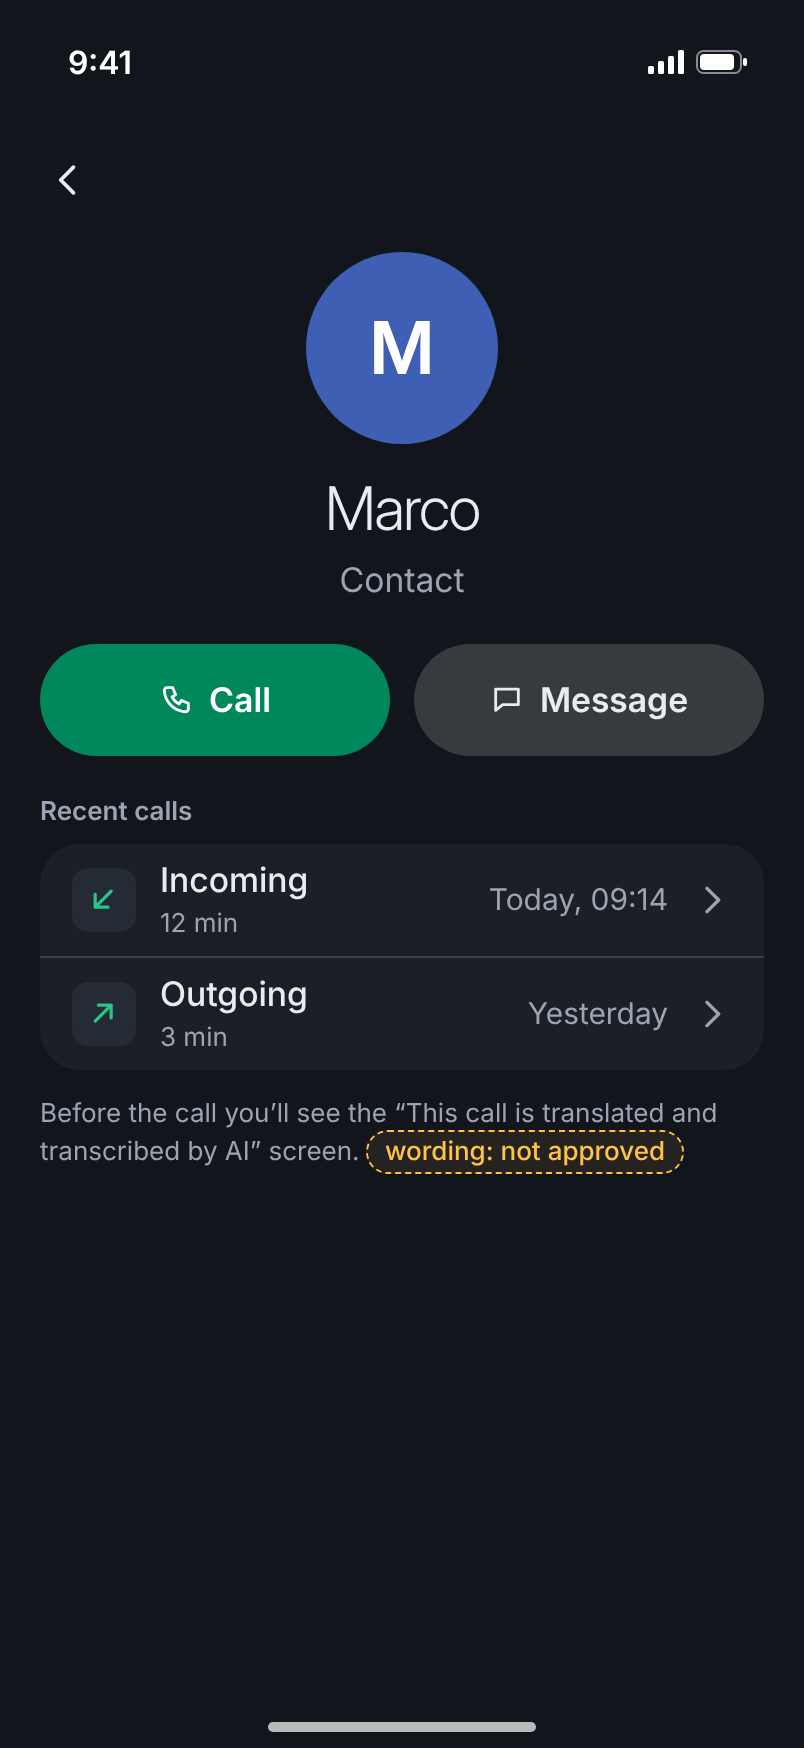 9:41
M
Marco
Contact
Call
Message
Recent calls
Incoming
12 min
Today, 09:14
Outgoing
3 min
Yesterday
Before the call you’ll see the “This call is translated and
transcribed by AI” screen. wording: not approved